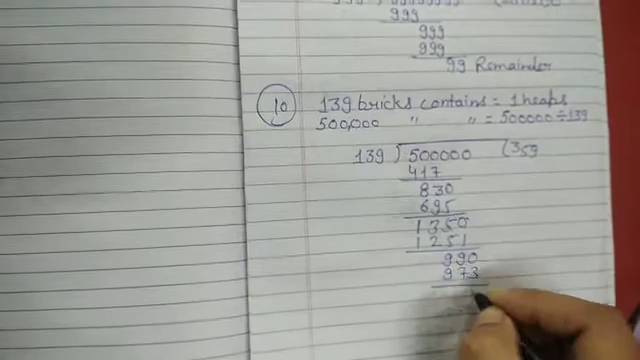 999
999
999
99 Remainder
10 139 bricks contains = 1 heaps
500,000 " " = 500000 ÷ 139
139 ) 500000 ( 359
417
830
695
1350
1251
990
973